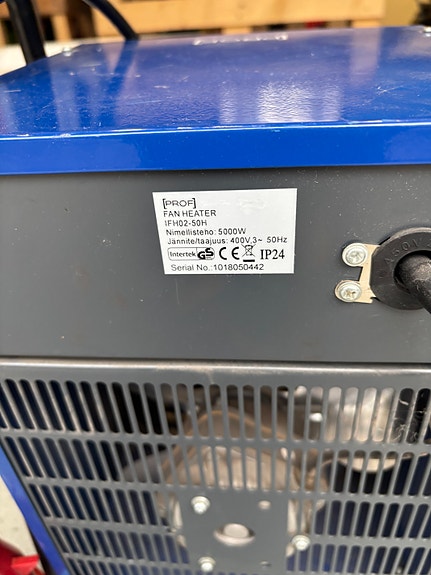 [PROF]
FAN HEATER
IFH02-50H
Nimellisteho: 5000W
Jännite/taajuus: 400V,3~ 50Hz
Intertek GS CE IP24
Serial No.:1018050442